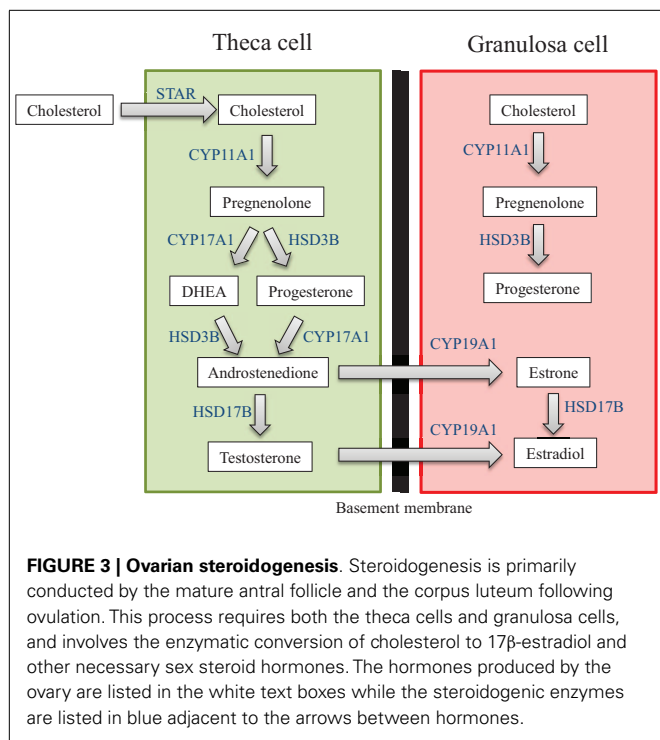 Theca cell
Granulosa cell
STAR
Cholesterol
Cholesterol
Cholesterol
CYP11A1
CYP11A1
Pregnenolone
Pregnenolone
CYP17A1
HSD3B
HSD3B
DHEA
Progesterone
Progesterone
HSD3B
CYP17A1
CYP19A1
Androstenedione
Estrone
HSD17B
HSD17B
CYP19A1
Testosterone
Estradiol
Basement membrane
FIGURE 3 | Ovarian steroidogenesis. Steroidogenesis is primarily
conducted by the mature antral follicle and the corpus luteum following
ovulation. This process requires both the theca cells and granulosa cells,
and involves the enzymatic conversion of cholesterol to 17β-estradiol and
other necessary sex steroid hormones. The hormones produced by the
ovary are listed in the white text boxes while the steroidogenic enzymes
are listed in blue adjacent to the arrows between hormones.